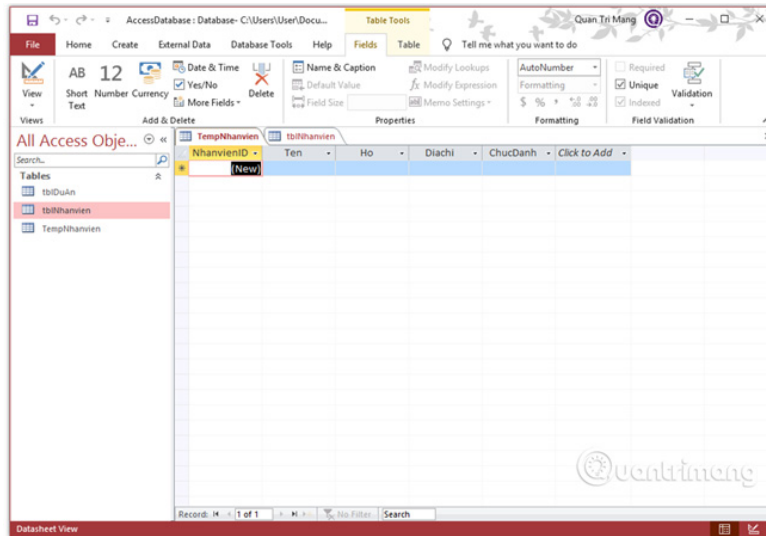 AccessDatabase : Database- C:\Users\User\Docu...
Table Tools
Quan Tri Mang
File Home Create External Data Database Tools Help Fields Table Tell me what you want to do
View
Views
AB
Short Text
12
Number
Currency
Date & Time
Yes/No
More Fields
Delete
Add & Delete
Name & Caption
Default Value
Field Size
Modify Lookups
Modify Expression
Memo Settings
Properties
AutoNumber
Formatting
$ % , .00 .00
Formatting
Required
Unique
Indexed
Validation
Field Validation
All Access Obje... «
Search...
Tables
tblDuAn
tblNhanvien
TempNhanvien
TempNhanvien tblNhanvien
NhanvienID Ten Ho Diachi ChucDanh Click to Add
(New)
Quantrimang
Record: 1 of 1 No Filter Search
Datasheet View